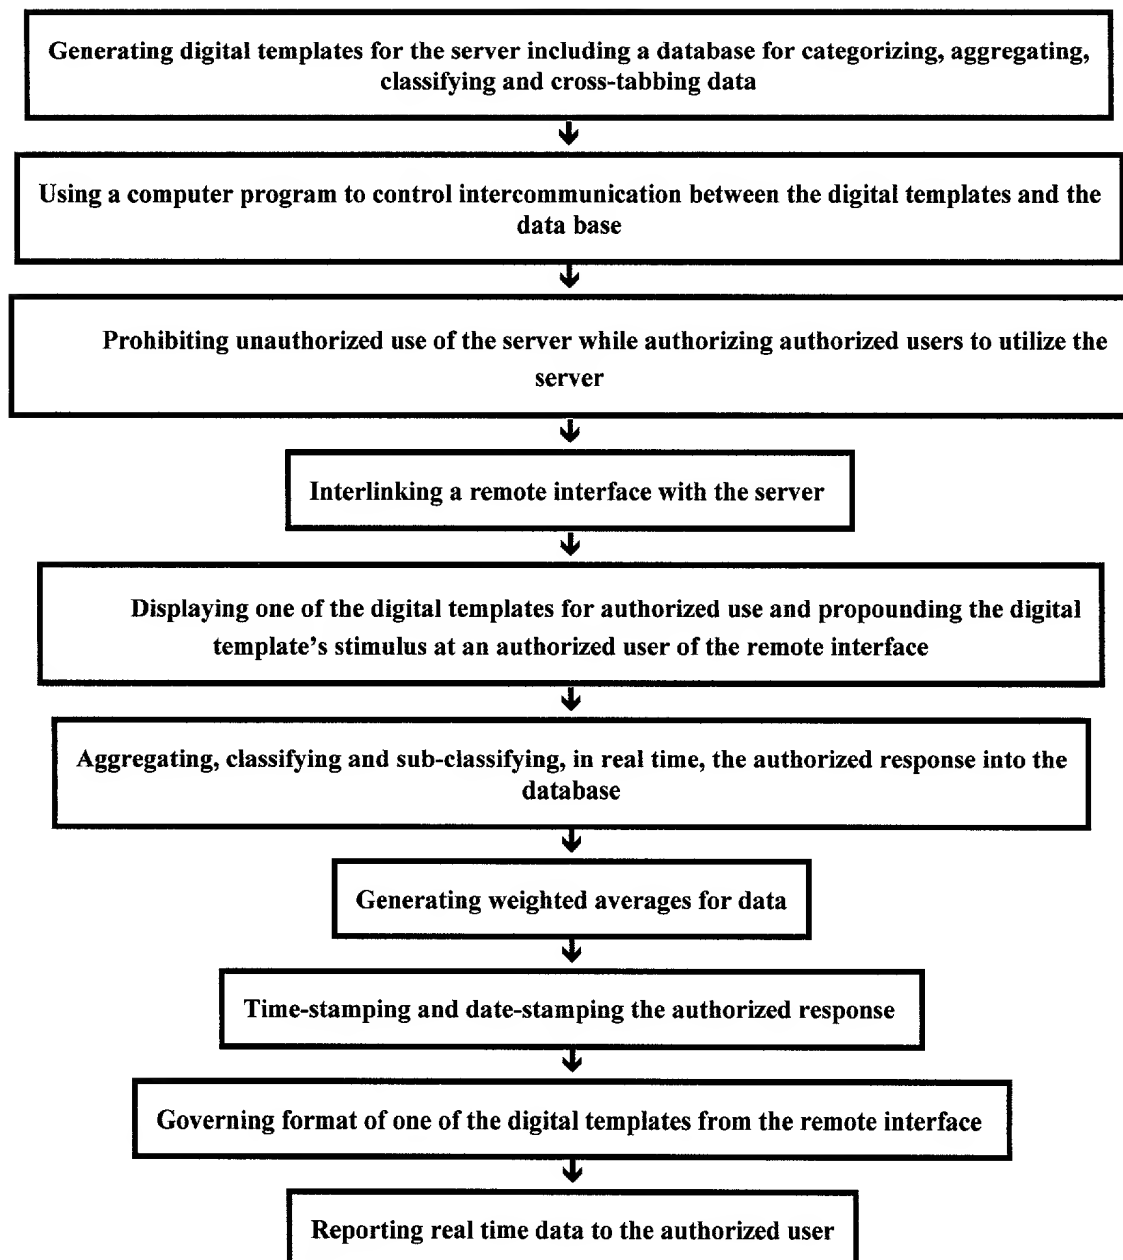 Generating digital templates for the server including a database for categorizing, aggregating,
classifying and cross-tabbing data
Using a computer program to control intercommunication between the digital templates and the
data base
Prohibiting unauthorized use of the server while authorizing authorized users to utilize the
server
Interlinking a remote interface with the server
Displaying one of the digital templates for authorized use and propounding the digital
template's stimulus at an authorized user of the remote interface
Aggregating, classifying and sub-classifying, in real time, the authorized response into the
database
Generating weighted averages for data
Time-stamping and date-stamping the authorized response
Governing format of one of the digital templates from the remote interface
Reporting real time data to the authorized user